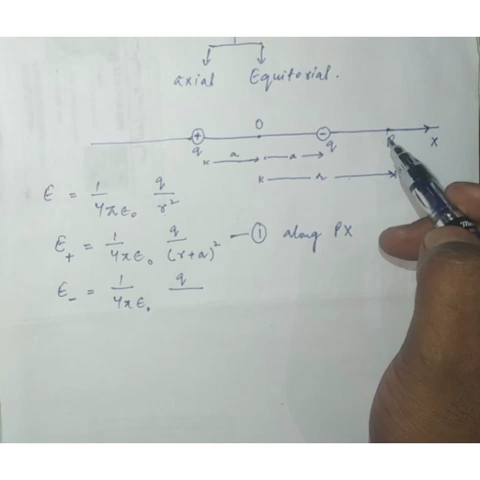 axial Equitorial.
+ O - P X
q a a q
r
E = 1/4πε₀ q/r²
E₊ = 1/4πε₀ q/(r+a)² — ① along PX
E₋ = 1/4πε₀ q/